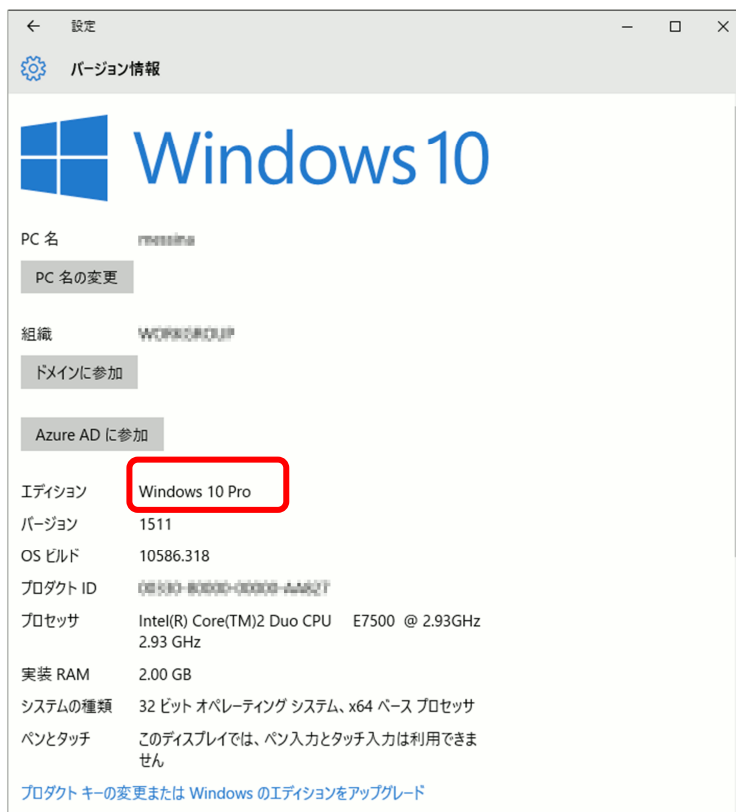 設定
バージョン情報
Windows 10
PC 名
PC 名の変更
組織
ドメインに参加
Azure AD に参加
エディション Windows 10 Pro
バージョン 1511
OS ビルド 10586.318
プロダクト ID
プロセッサ Intel(R) Core(TM)2 Duo CPU E7500 @ 2.93GHz
2.93 GHz
実装 RAM 2.00 GB
システムの種類 32 ビット オペレーティング システム、x64 ベース プロセッサ
ペンとタッチ このディスプレイでは、ペン入力とタッチ入力は利用できま
せん
プロダクト キーの変更または Windows のエディションをアップグレード